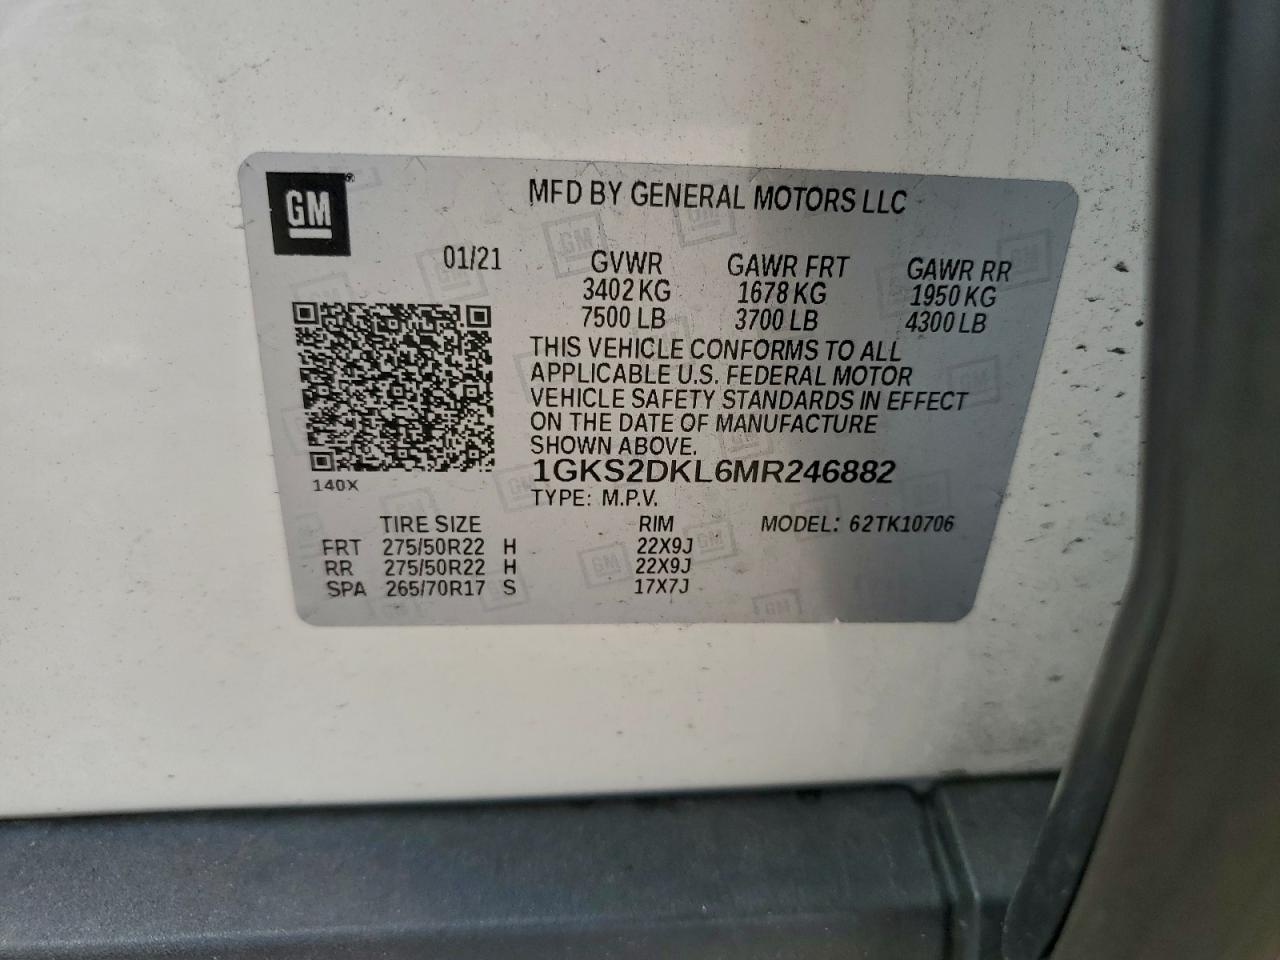 GM
MFD BY GENERAL MOTORS LLC
01/21
GVWR GAWR FRT GAWR RR
3402 KG 1678 KG 1950 KG
7500 LB 3700 LB 4300 LB
THIS VEHICLE CONFORMS TO ALL
APPLICABLE U.S. FEDERAL MOTOR
VEHICLE SAFETY STANDARDS IN EFFECT
ON THE DATE OF MANUFACTURE
SHOWN ABOVE.
1GKS2DKL6MR246882
140X
TYPE: M.P.V.
TIRE SIZE RIM MODEL: 62TK10706
FRT 275/50R22 H 22X9J
RR 275/50R22 H 22X9J
SPA 265/70R17 S 17X7J